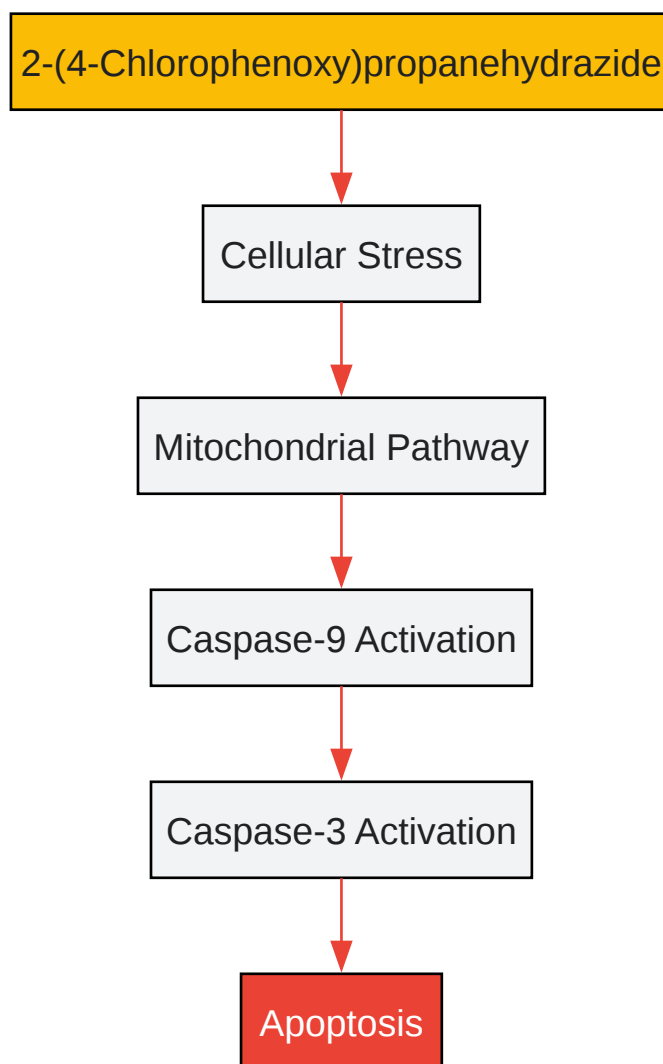 2-(4-Chlorophenoxy)propanehydrazide
Cellular Stress
Mitochondrial Pathway
Caspase-9 Activation
Caspase-3 Activation
Apoptosis